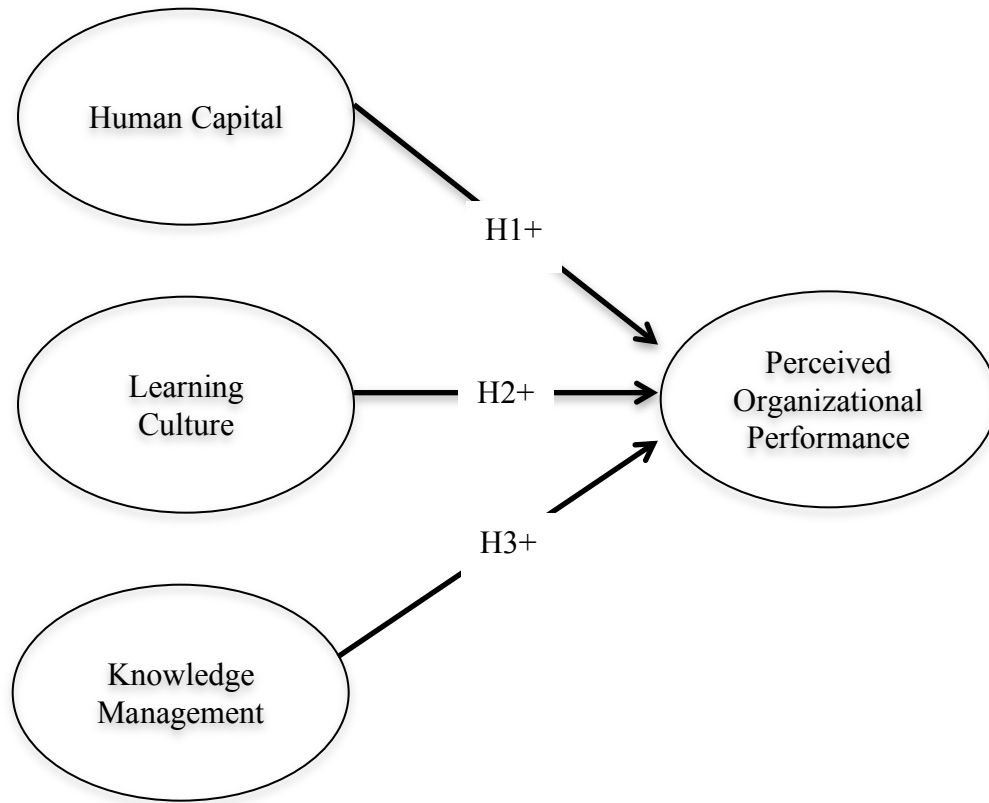 Human Capital
H1+
Learning
Culture
H2+
Perceived
Organizational
Performance
H3+
Knowledge
Management